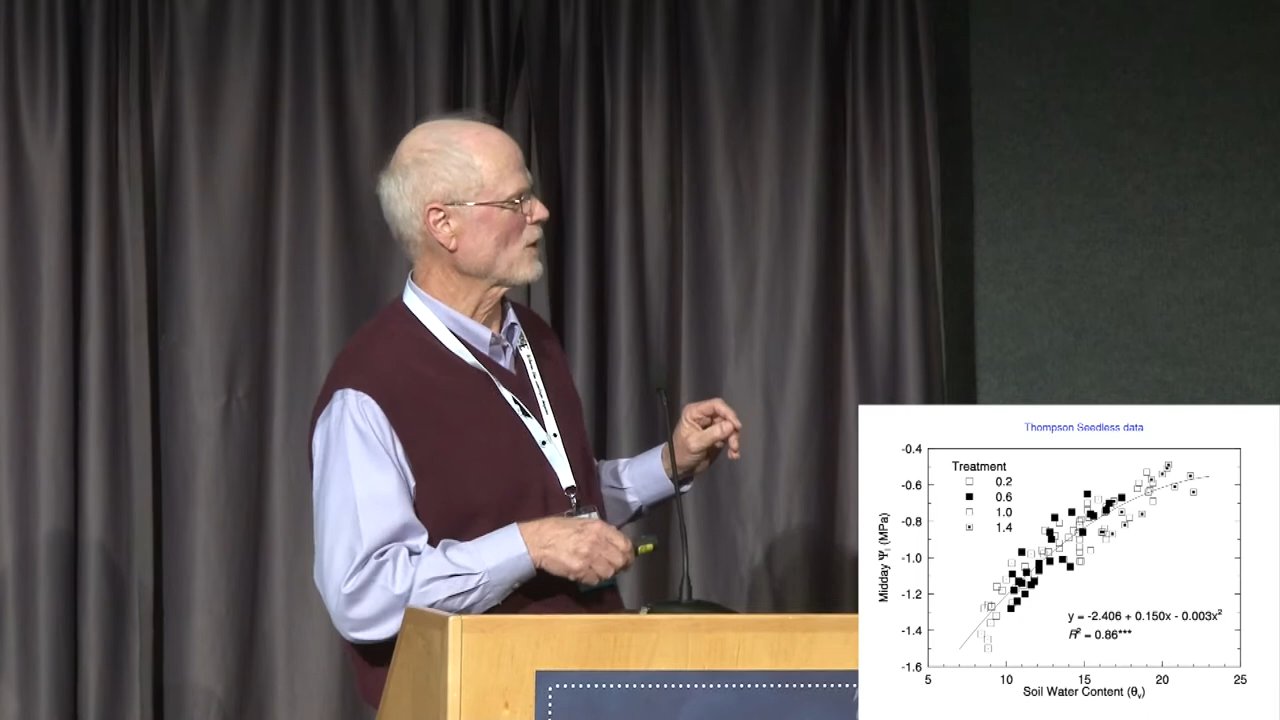 Thompson Seedless data
Treatment
0.2
0.6
1.0
1.4
-0.4
-0.6
-0.8
-1.0
-1.2
-1.4
-1.6
Midday Ψl (MPa)
y = -2.406 + 0.150x - 0.003x²
R² = 0.86***
5 10 15 20 25
Soil Water Content (θv)